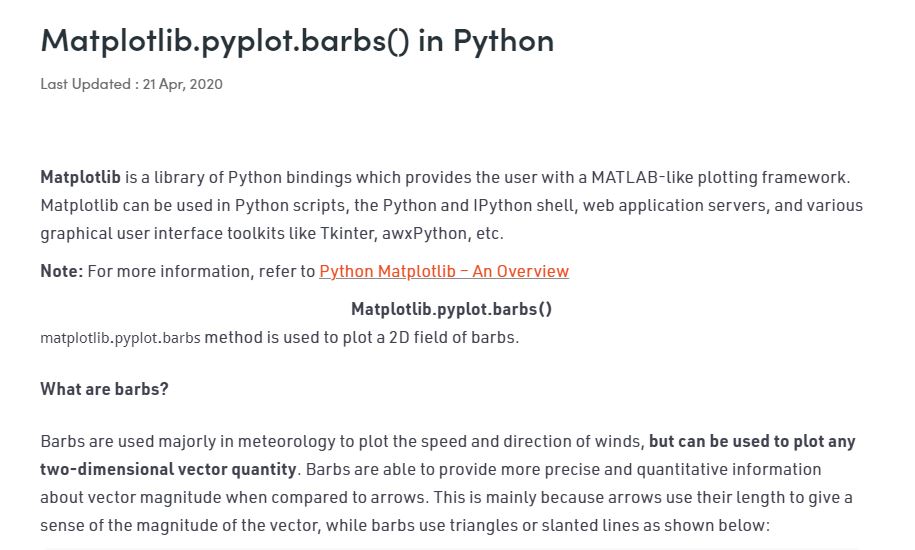 Matplotlib.pyplot.barbs() in Python
Last Updated : 21 Apr, 2020
Matplotlib is a library of Python bindings which provides the user with a MATLAB-like plotting framework.
Matplotlib can be used in Python scripts, the Python and IPython shell, web application servers, and various
graphical user interface toolkits like Tkinter, awxPython, etc.
Note: For more information, refer to Python Matplotlib – An Overview
Matplotlib.pyplot.barbs()
matplotlib.pyplot.barbs method is used to plot a 2D field of barbs.
What are barbs?
Barbs are used majorly in meteorology to plot the speed and direction of winds, but can be used to plot any
two-dimensional vector quantity. Barbs are able to provide more precise and quantitative information
about vector magnitude when compared to arrows. This is mainly because arrows use their length to give a
sense of the magnitude of the vector, while barbs use triangles or slanted lines as shown below: